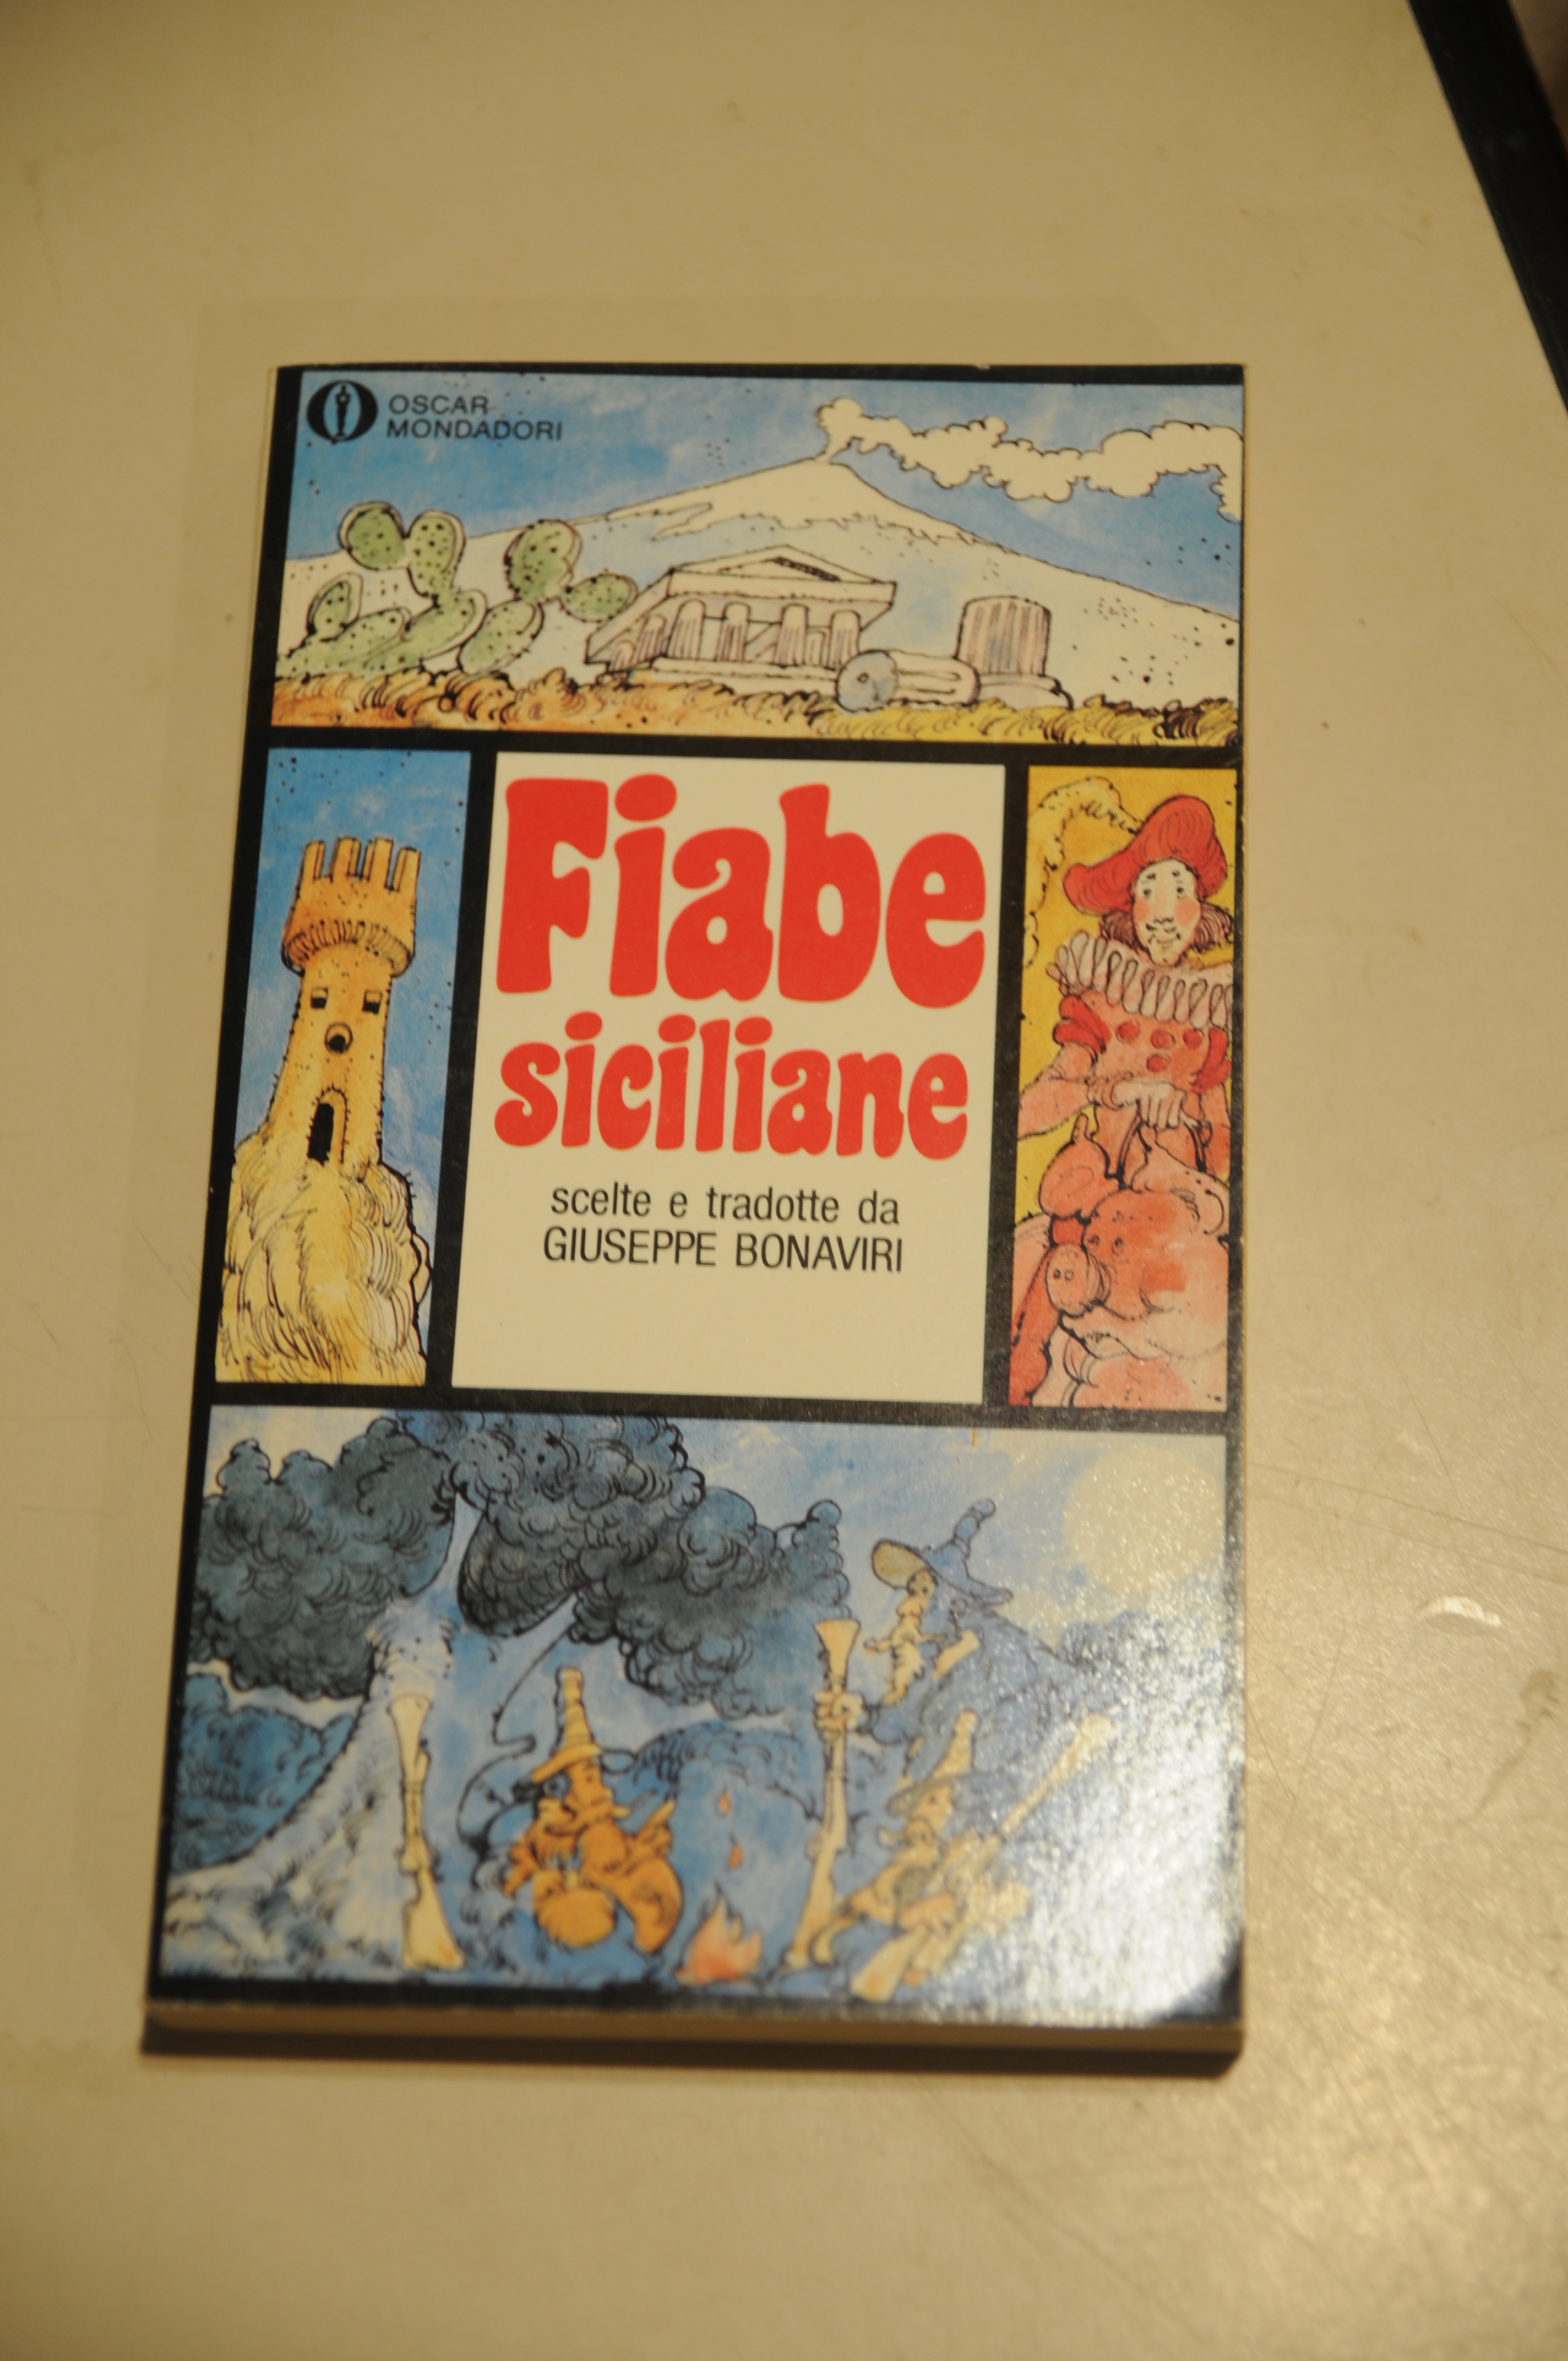 OSCAR
MONDADORI
Fiabe
siciliane
scelte e tradotte da
GIUSEPPE BONAVIRI